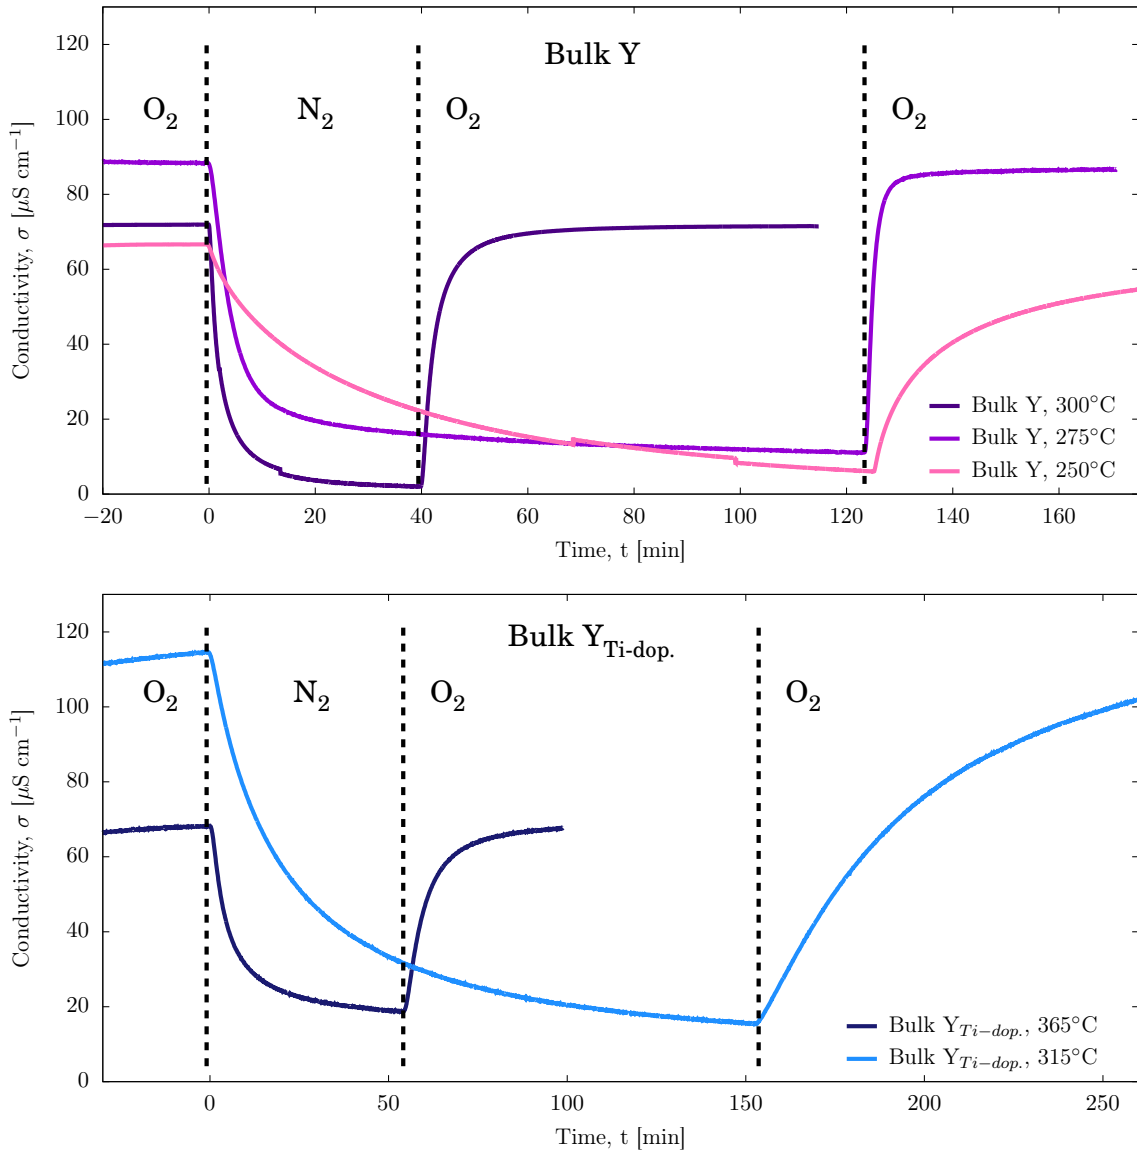 Bulk Y
O₂ N₂ O₂ O₂
Conductivity, σ [μS cm⁻¹]
120
100
80
60
40
20
0
Bulk Y, 300°C
Bulk Y, 275°C
Bulk Y, 250°C
−20 0 20 40 60 80 100 120 140 160
Time, t [min]
Bulk Y_Ti-dop.
O₂ N₂ O₂ O₂
Conductivity, σ [μS cm⁻¹]
120
100
80
60
40
20
0
Bulk Y_Ti−dop., 365°C
Bulk Y_Ti−dop., 315°C
0 50 100 150 200 250
Time, t [min]